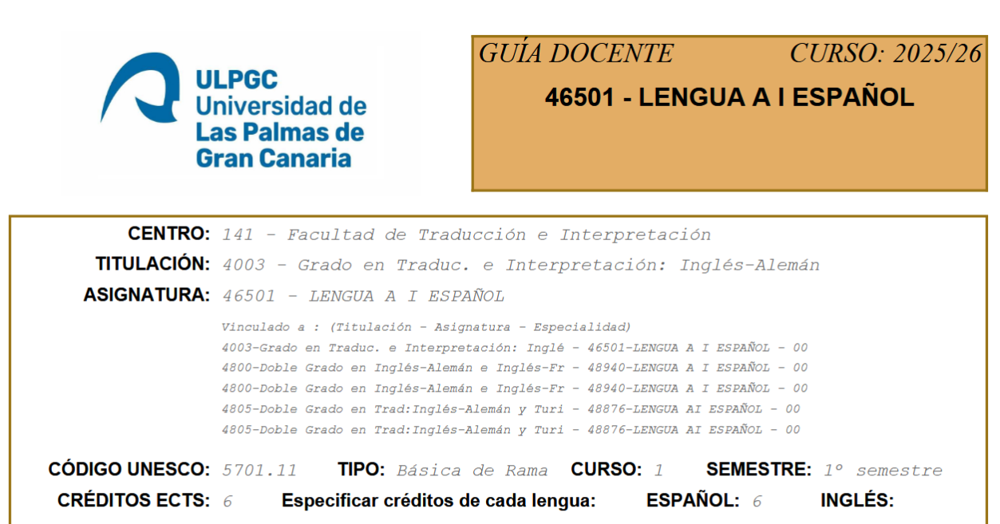 ULPGC
Universidad de
Las Palmas de
Gran Canaria
GUÍA DOCENTE CURSO: 2025/26
46501 - LENGUA A I ESPAÑOL
CENTRO: 141 - Facultad de Traducción e Interpretación
TITULACIÓN: 4003 - Grado en Traduc. e Interpretación: Inglés-Alemán
ASIGNATURA: 46501 - LENGUA A I ESPAÑOL
Vinculado a : (Titulación - Asignatura - Especialidad)
4003-Grado en Traduc. e Interpretación: Inglé - 46501-LENGUA A I ESPAÑOL - 00
4800-Doble Grado en Inglés-Alemán e Inglés-Fr - 48940-LENGUA A I ESPAÑOL - 00
4800-Doble Grado en Inglés-Alemán e Inglés-Fr - 48940-LENGUA A I ESPAÑOL - 00
4805-Doble Grado en Trad:Inglés-Alemán y Turi - 48876-LENGUA AI ESPAÑOL - 00
4805-Doble Grado en Trad:Inglés-Alemán y Turi - 48876-LENGUA AI ESPAÑOL - 00
CÓDIGO UNESCO: 5701.11 TIPO: Básica de Rama CURSO: 1 SEMESTRE: 1º semestre
CRÉDITOS ECTS: 6 Especificar créditos de cada lengua: ESPAÑOL: 6 INGLÉS: